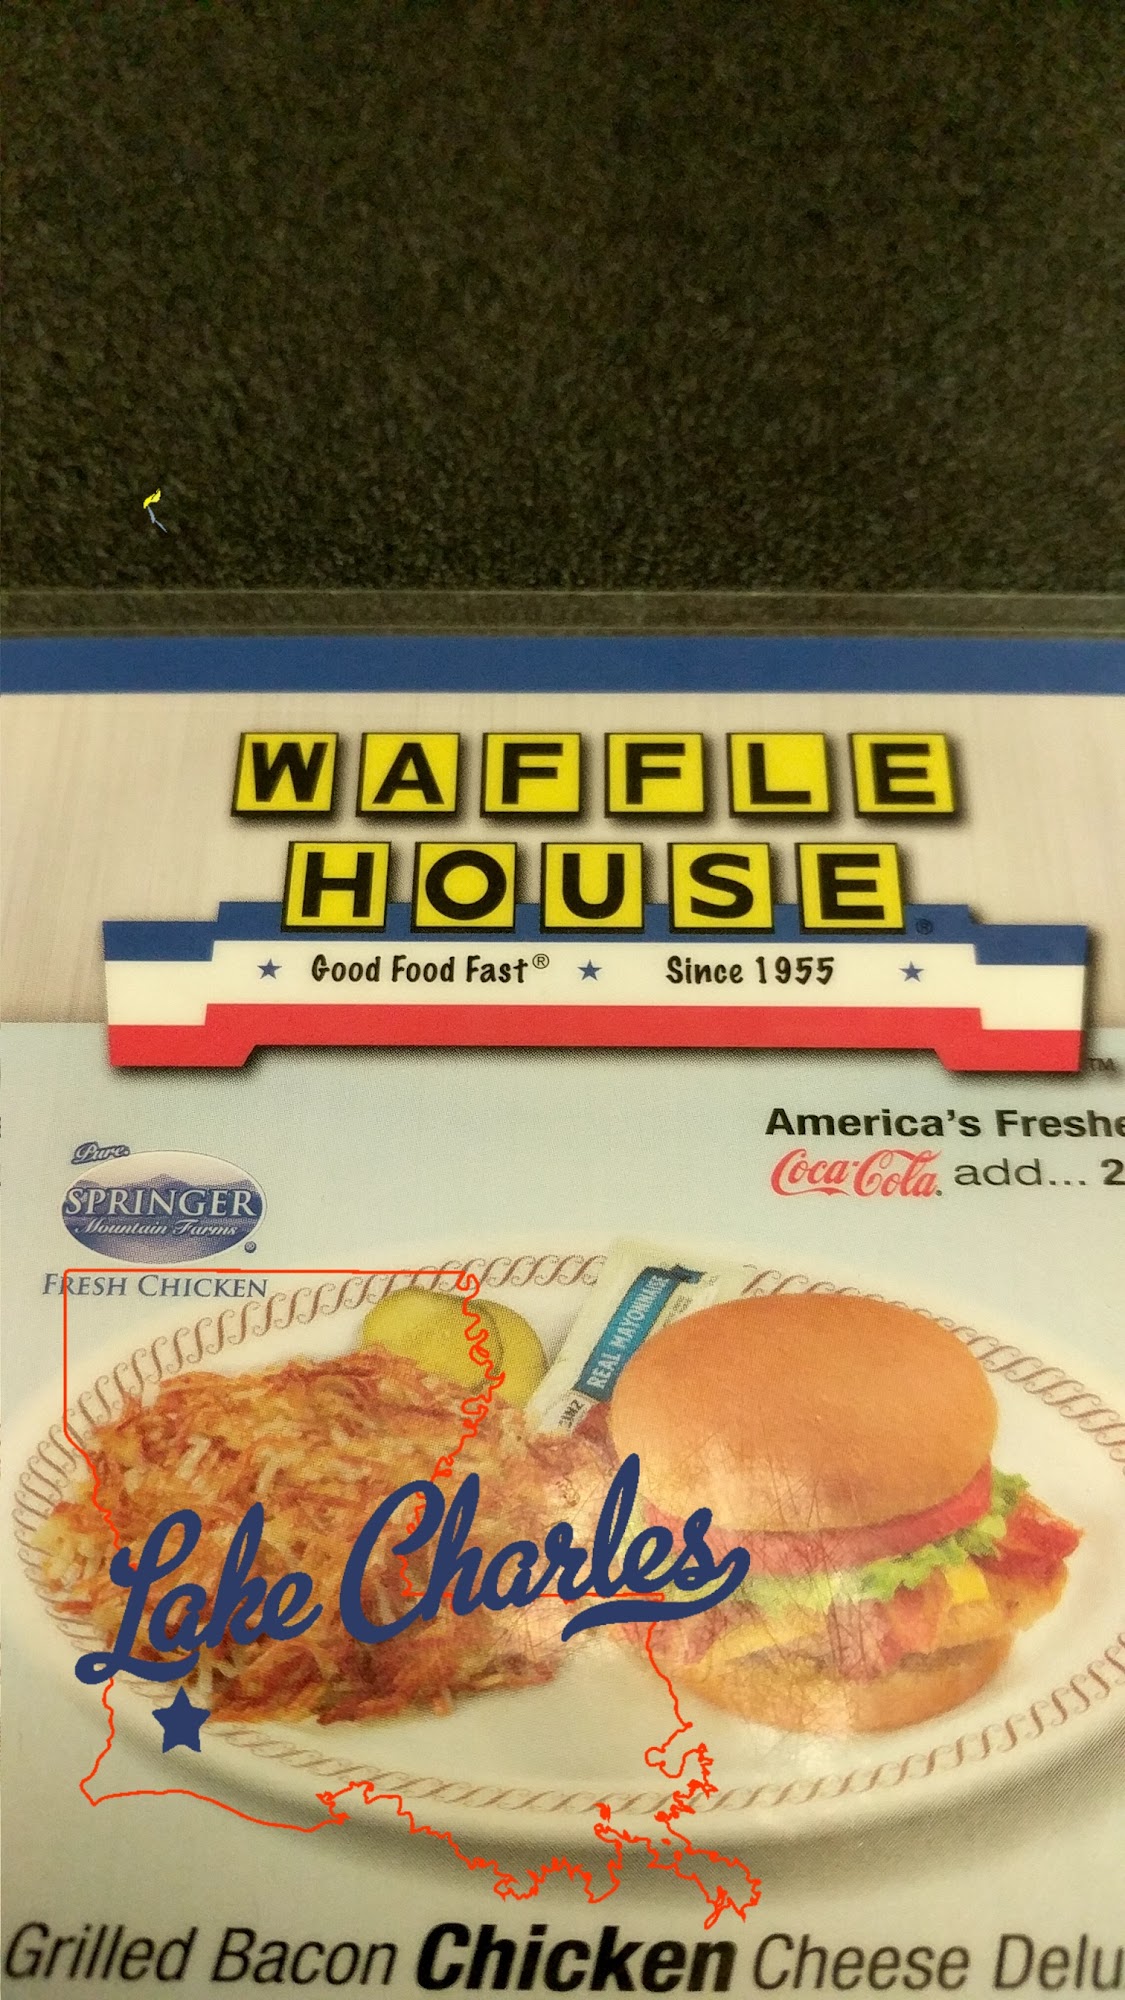 WAFFLE
HOUSE®
Good Food Fast® Since 1955
™
America's Freshe
Coca-Cola. add... 2
Pure
SPRINGER
Mountain Farms®
FRESH CHICKEN
REAL MAYONNAISE
Lake Charles
Grilled Bacon Chicken Cheese Delu